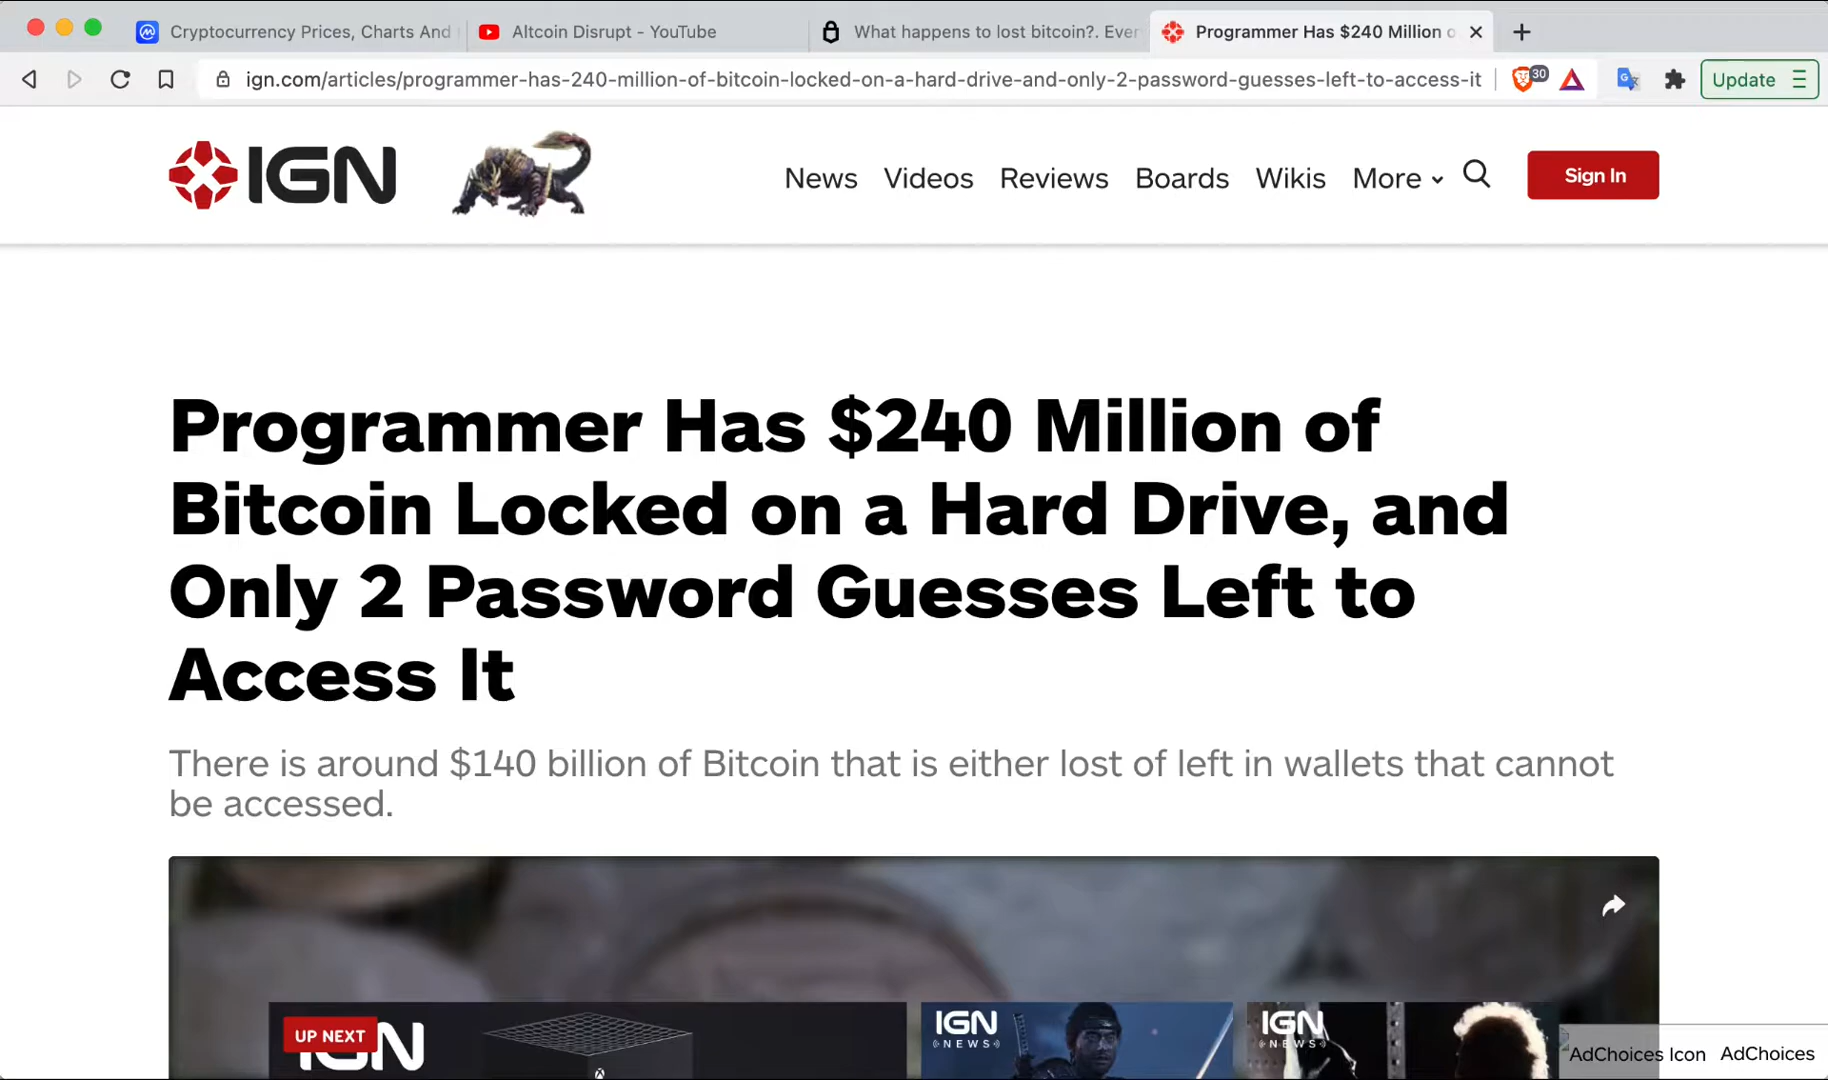 Cryptocurrency Prices, Charts And
Altcoin Disrupt - YouTube
What happens to lost bitcoin?. Ever
Programmer Has $240 Million o
ign.com/articles/programmer-has-240-million-of-bitcoin-locked-on-a-hard-drive-and-only-2-password-guesses-left-to-access-it
30
Update
IGN
News
Videos
Reviews
Boards
Wikis
More
Sign In
Programmer Has $240 Million of
Bitcoin Locked on a Hard Drive, and
Only 2 Password Guesses Left to
Access It
There is around $140 billion of Bitcoin that is either lost of left in wallets that cannot
be accessed.
UP NEXT
IGN
IGN
NEWS
IGN
NEWS
AdChoices Icon
AdChoices